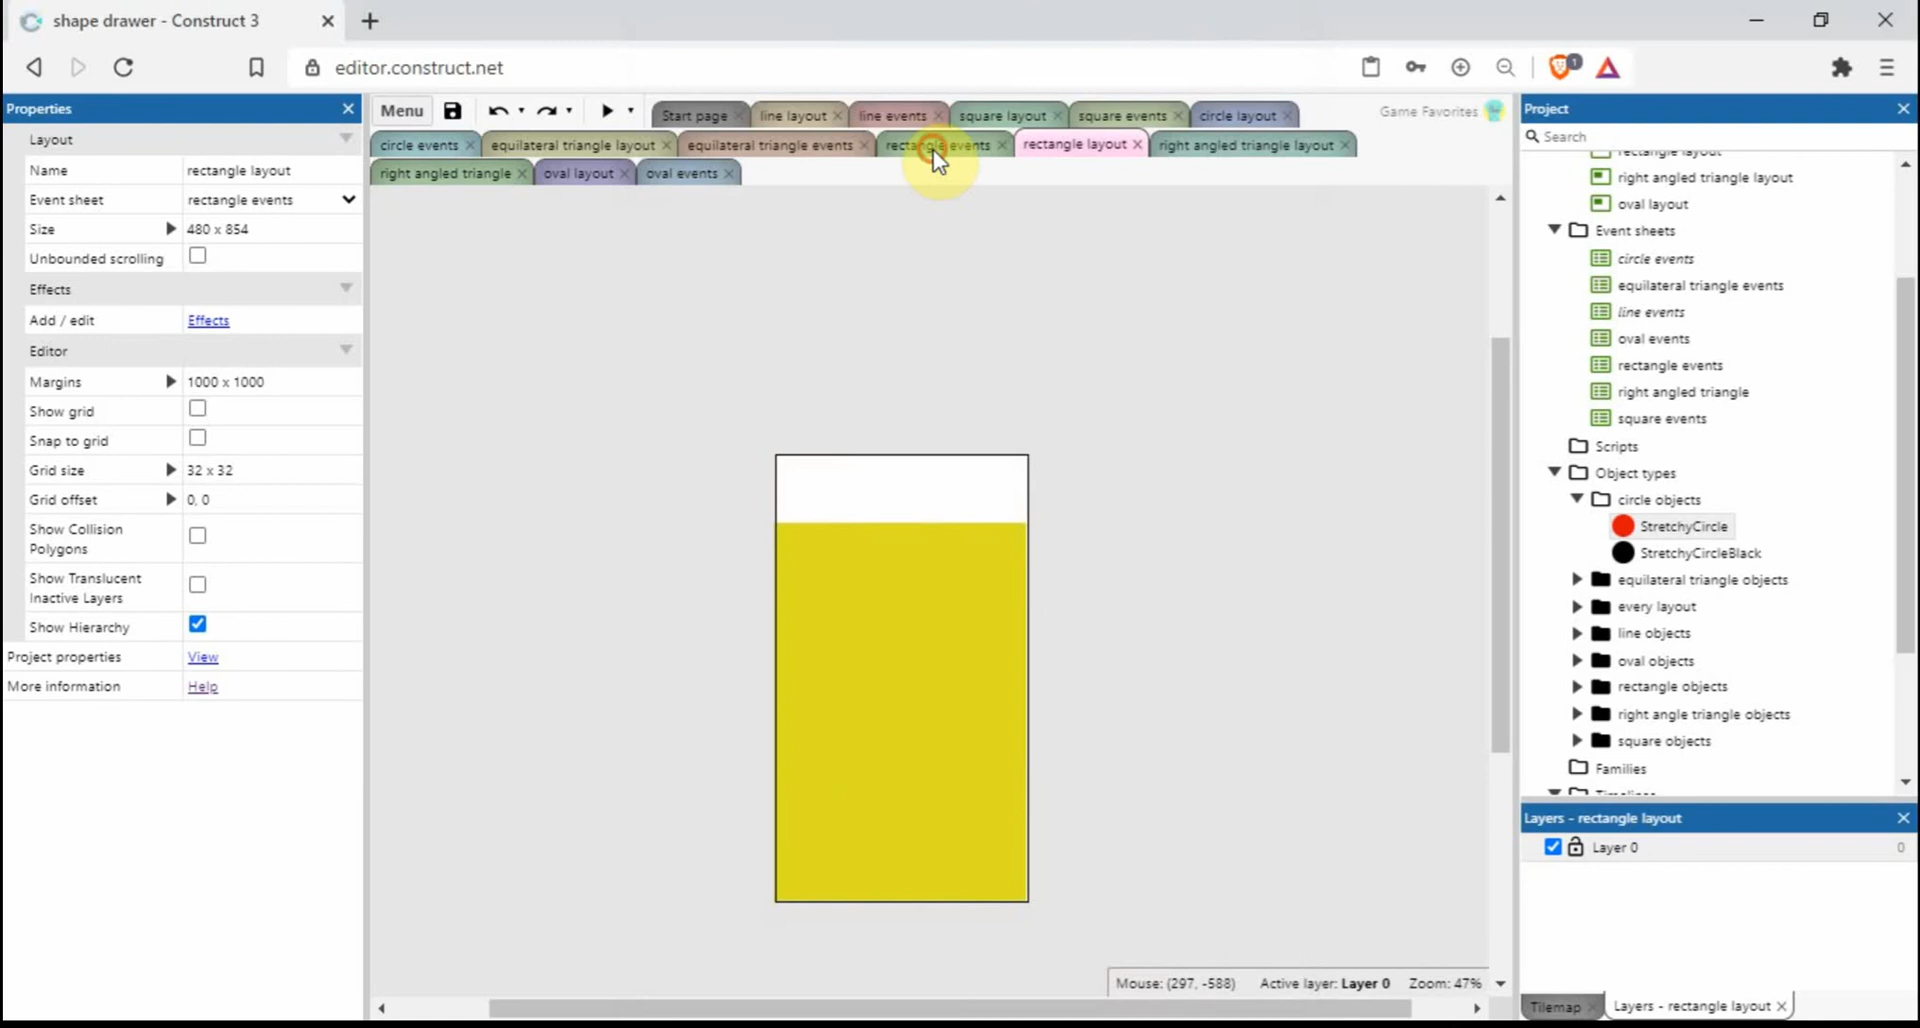 shape drawer - Construct 3
editor.construct.net
1
Properties
Layout
Name rectangle layout
Event sheet rectangle events
Size 480 x 854
Unbounded scrolling
Effects
Add / edit Effects
Editor
Margins 1000 x 1000
Show grid
Snap to grid
Grid size 32 x 32
Grid offset 0, 0
Show Collision
Polygons
Show Translucent
Inactive Layers
Show Hierarchy
Project properties View
More information Help
Menu
Start page line layout line events square layout square events circle layout
Game Favorites
circle events equilateral triangle layout equilateral triangle events rectangle events rectangle layout right angled triangle layout
right angled triangle oval layout oval events
Mouse: (297, -588) Active layer: Layer 0 Zoom: 47%
Project
Search
rectangle layout
right angled triangle layout
oval layout
Event sheets
circle events
equilateral triangle events
line events
oval events
rectangle events
right angled triangle
square events
Scripts
Object types
circle objects
StretchyCircle
StretchyCircleBlack
equilateral triangle objects
every layout
line objects
oval objects
rectangle objects
right angle triangle objects
square objects
Families
Timelines
Layers - rectangle layout
Layer 0 0
Tilemap Layers - rectangle layout